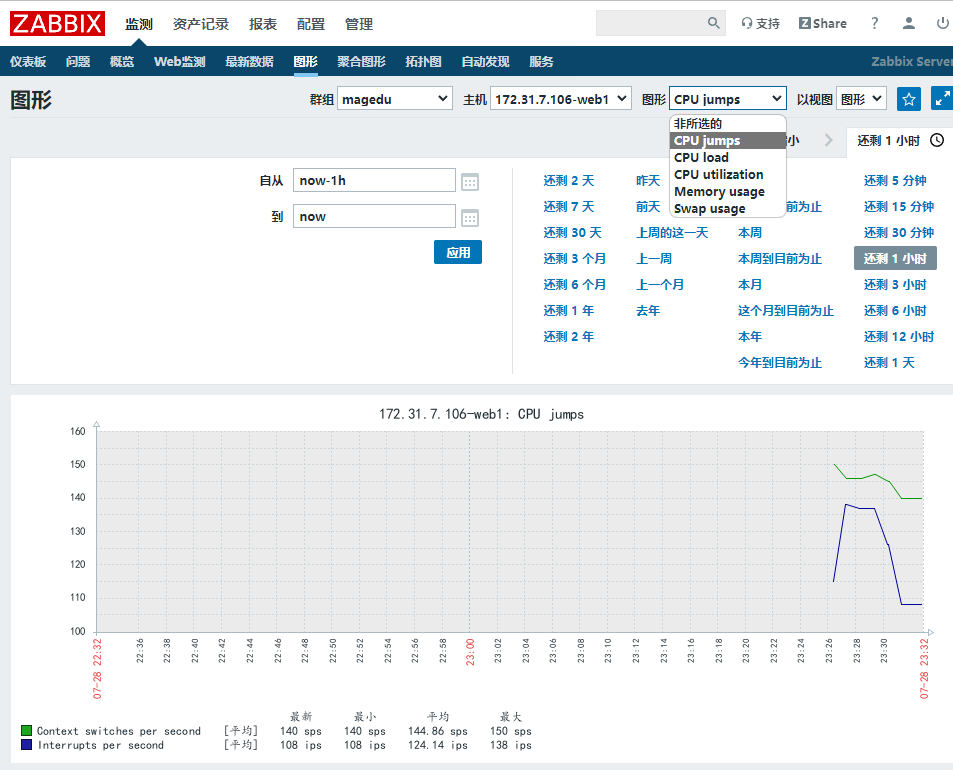 ZABBIX 监测 资产记录 报表 配置 管理 支持 Z Share ?
仪表板 问题 概览 Web监测 最新数据 图形 聚合图形 拓扑图 自动发现 服务 Zabbix Server
图形 群组 magedu 主机 172.31.7.106-web1 图形 CPU jumps 以视图 图形
非所选的
CPU jumps
CPU load
CPU utilization
Memory usage
Swap usage
小 还剩 1 小时
自从 now-1h
到 now
应用
还剩 2 天 昨天 还剩 5 分钟
还剩 7 天 前天 前为止 还剩 15 分钟
还剩 30 天 上周的这一天 本周 还剩 30 分钟
还剩 3 个月 上一周 本周到目前为止 还剩 1 小时
还剩 6 个月 上一个月 本月 还剩 3 小时
还剩 1 年 去年 这个月到目前为止 还剩 6 小时
还剩 2 年 本年 还剩 12 小时
今年到目前为止 还剩 1 天
172.31.7.106-web1: CPU jumps
160
150
140
130
120
110
100
07-28 22:32 22:36 22:38 22:40 22:42 22:44 22:46 22:48 22:50 22:52 22:54 22:56 22:58 23:00 23:02 23:04 23:06 23:08 23:10 23:12 23:14 23:16 23:18 23:20 23:22 23:24 23:26 23:28 23:30 07-28 23:32
最新 最小 平均 最大
Context switches per second [平均] 140 sps 140 sps 144.86 sps 150 sps
Interrupts per second [平均] 108 ips 108 ips 124.14 ips 138 ips